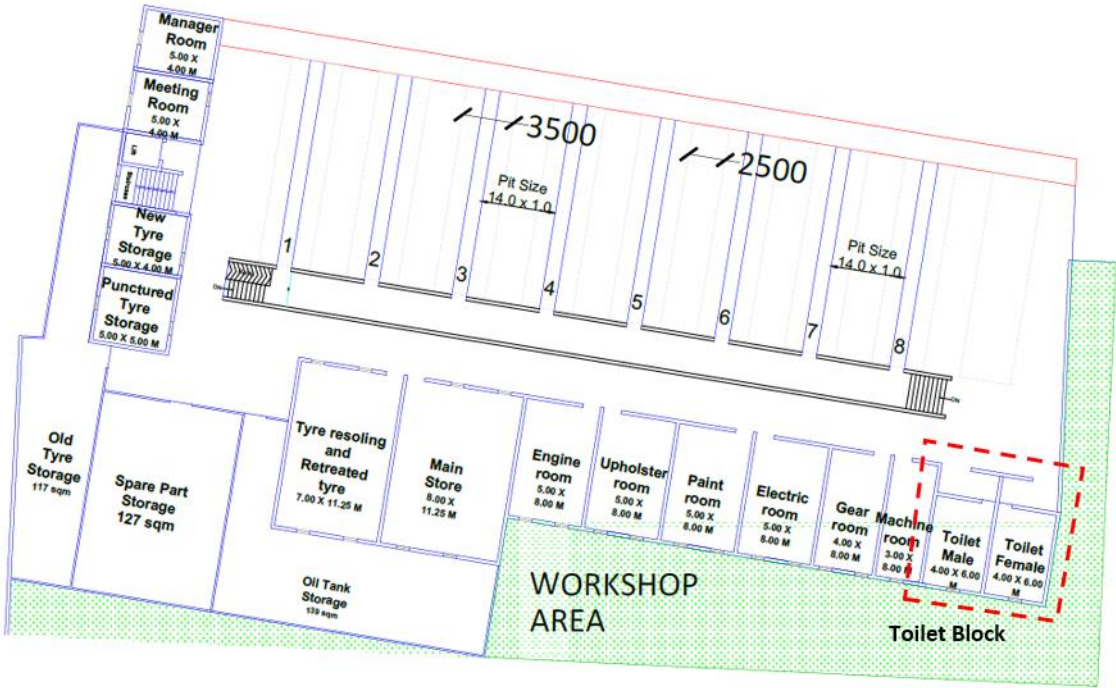 Manager
Room
5.00 X
4.00 M
Meeting
Room
5.00 X
4.00 M
Lift
Staircase
New
Tyre
Storage
5.00 X 4.00 M
Punctured
Tyre
Storage
5.00 X 5.00 M
3500
2500
Pit Size
14.0 x 1.0
Pit Size
14.0 x 1.0
1
2
3
4
5
6
7
8
DN
DN
Old
Tyre
Storage
117 sqm
Spare Part
Storage
127 sqm
Oil Tank
Storage
139 sqm
Tyre resoling
and
Retreated
tyre
7.00 X 11.25 M
Main
Store
8.00 X
11.25 M
Engine
room
5.00 X
8.00 M
Upholster
room
5.00 X
8.00 M
Paint
room
5.00 X
8.00 M
Electric
room
5.00 X
8.00 M
Gear
room
4.00 X
8.00 M
Machine
room
3.00 X
8.00 M
Toilet
Male
4.00 X 6.00
M
Toilet
Female
4.00 X 6.00
M
WORKSHOP
AREA
Toilet Block